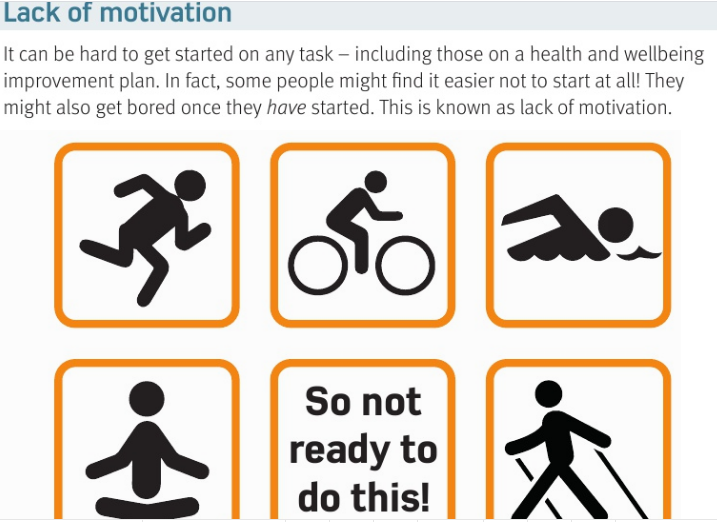 Lack of motivation
It can be hard to get started on any task – including those on a health and wellbeing
improvement plan. In fact, some people might find it easier not to start at all! They
might also get bored once they have started. This is known as lack of motivation.
So not
ready to
do this!